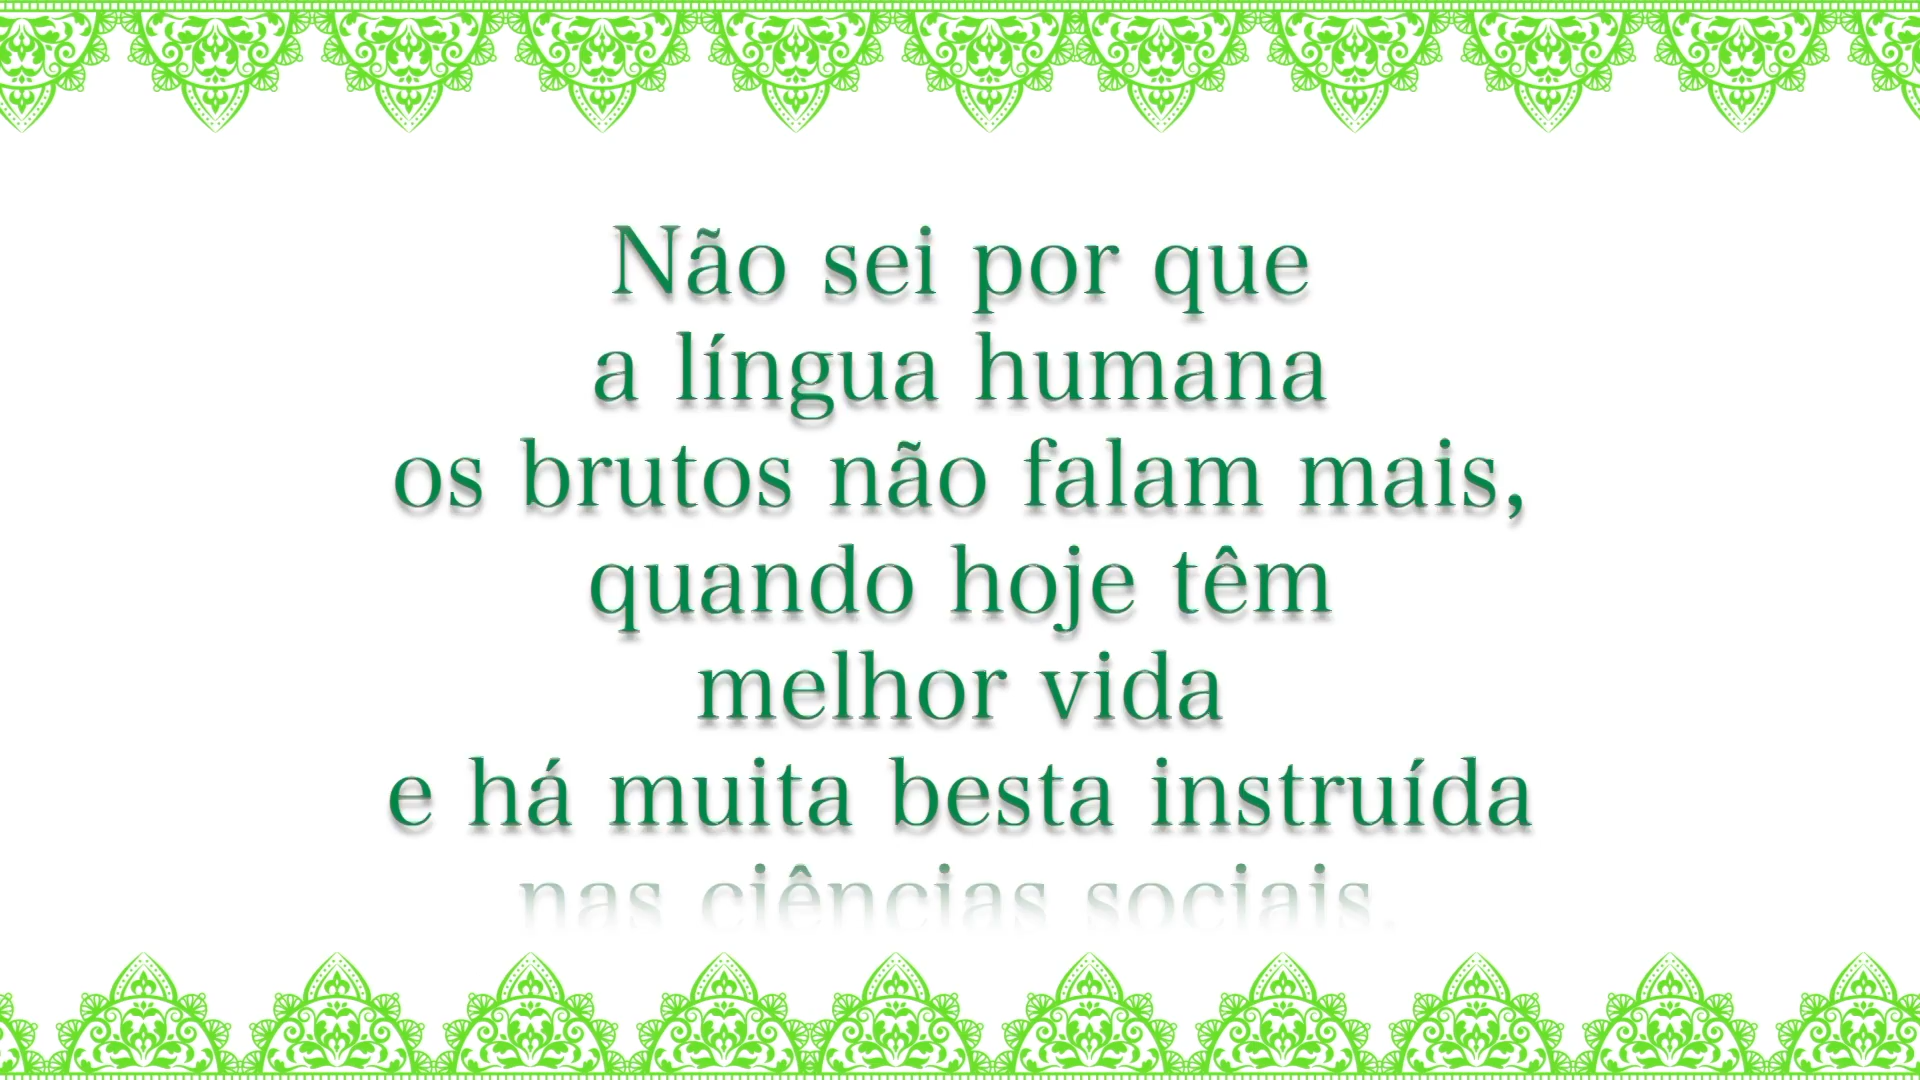 Não sei por que
a língua humana
os brutos não falam mais,
quando hoje têm
melhor vida
e há muita besta instruída
nas ciências sociais.